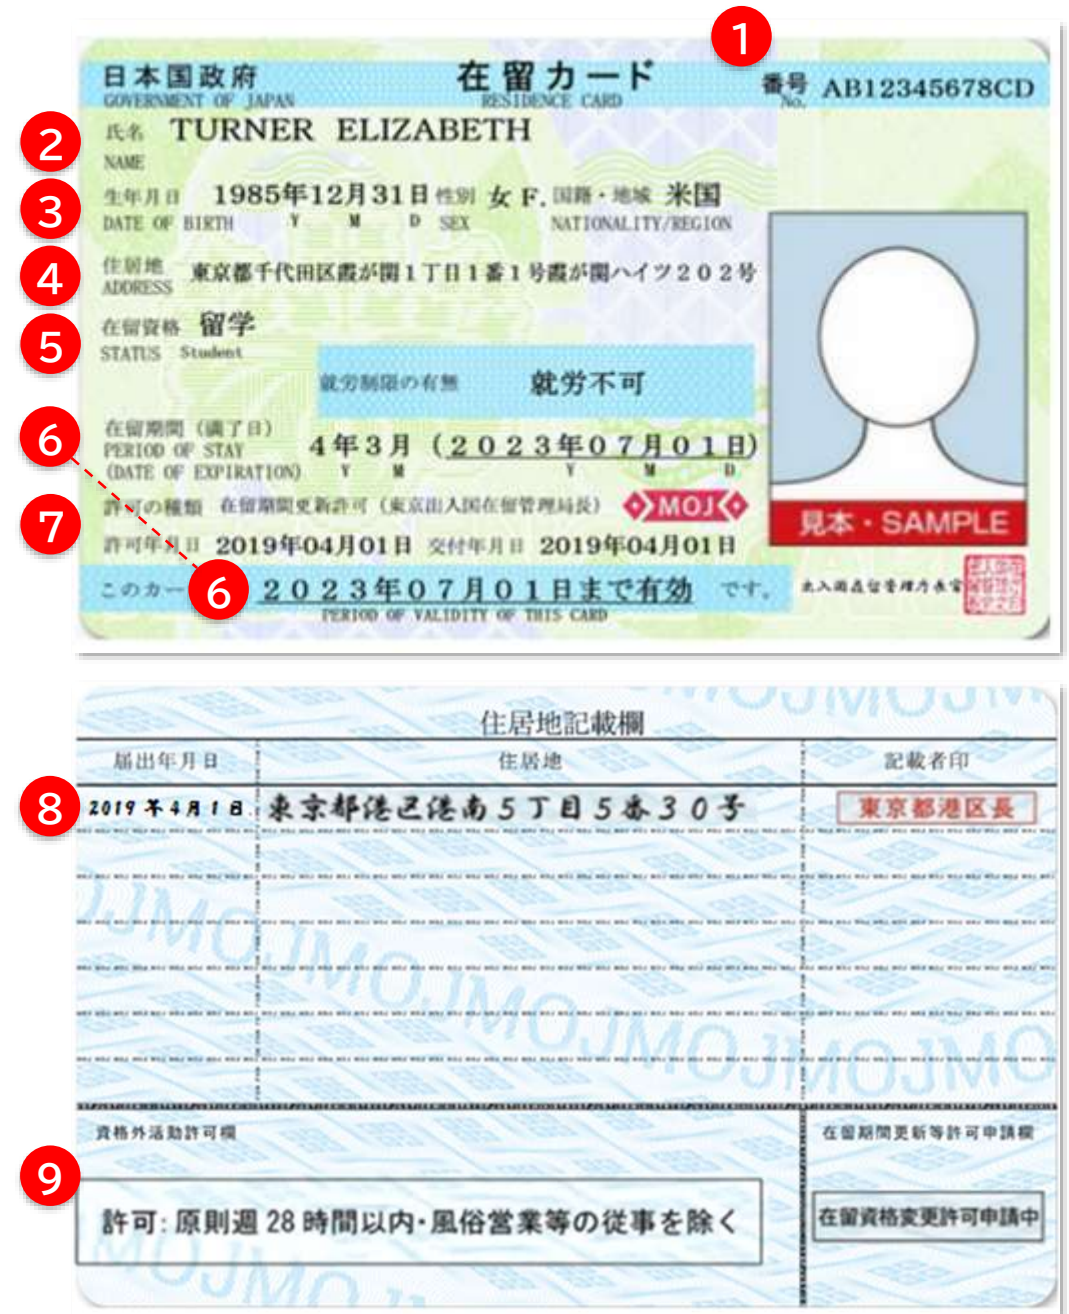 1
日本国政府 在留カード 番号 AB12345678CD
GOVERNMENT OF JAPAN RESIDENCE CARD No.
2 氏名 TURNER ELIZABETH
NAME
3 生年月日 1985年12月31日 性別 女 F. 国籍・地域 米国
DATE OF BIRTH Y M D SEX NATIONALITY/REGION
4 住居地 東京都千代田区霞が関1丁目1番1号霞が関ハイツ202号
ADDRESS
5 在留資格 留学
STATUS Student
就労制限の有無 就労不可
6 在留期間(満了日)
PERIOD OF STAY 4年3月 (2023年07月01日)
(DATE OF EXPIRATION) Y M Y M D
7 許可の種類 在留期間更新許可(東京出入国在留管理局長) MOJ
見本・SAMPLE
許可年月日 2019年04月01日 交付年月日 2019年04月01日
このカー 6 2023年07月01日まで有効 です。 出入国在留管理庁長官
PERIOD OF VALIDITY OF THIS CARD
MOJMOJM
住居地記載欄
届出年月日 住居地 記載者印
8 2019年4月1日 東京都港区港南5丁目5番30号 東京都港区長
JMOJMOJMOJMOJMOJMO
資格外活動許可欄 在留期間更新等許可申請欄
9
許可:原則週28時間以内・風俗営業等の従事を除く 在留資格変更許可申請中
MOJMOJMO